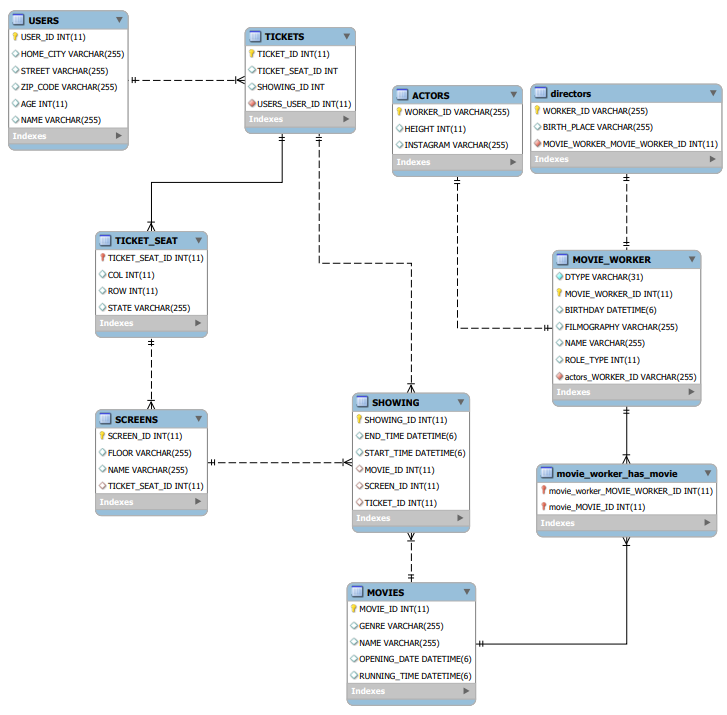 USERS
USER_ID INT(11)
HOME_CITY VARCHAR(255)
STREET VARCHAR(255)
ZIP_CODE VARCHAR(255)
AGE INT(11)
NAME VARCHAR(255)
Indexes
TICKETS
TICKET_ID INT(11)
TICKET_SEAT_ID INT
SHOWING_ID INT
USERS_USER_ID INT(11)
Indexes
ACTORS
WORKER_ID VARCHAR(255)
HEIGHT INT(11)
INSTAGRAM VARCHAR(255)
Indexes
directors
WORKER_ID VARCHAR(255)
BIRTH_PLACE VARCHAR(255)
MOVIE_WORKER_MOVIE_WORKER_ID INT(11)
Indexes
TICKET_SEAT
TICKET_SEAT_ID INT(11)
COL INT(11)
ROW INT(11)
STATE VARCHAR(255)
Indexes
MOVIE_WORKER
DTYPE VARCHAR(31)
MOVIE_WORKER_ID INT(11)
BIRTHDAY DATETIME(6)
FILMOGRAPHY VARCHAR(255)
NAME VARCHAR(255)
ROLE_TYPE INT(11)
actors_WORKER_ID VARCHAR(255)
Indexes
SCREENS
SCREEN_ID INT(11)
FLOOR VARCHAR(255)
NAME VARCHAR(255)
TICKET_SEAT_ID INT(11)
Indexes
SHOWING
SHOWING_ID INT(11)
END_TIME DATETIME(6)
START_TIME DATETIME(6)
MOVIE_ID INT(11)
SCREEN_ID INT(11)
TICKET_ID INT(11)
Indexes
movie_worker_has_movie
movie_worker_MOVIE_WORKER_ID INT(11)
movie_MOVIE_ID INT(11)
Indexes
MOVIES
MOVIE_ID INT(11)
GENRE VARCHAR(255)
NAME VARCHAR(255)
OPENING_DATE DATETIME(6)
RUNNING_TIME DATETIME(6)
Indexes